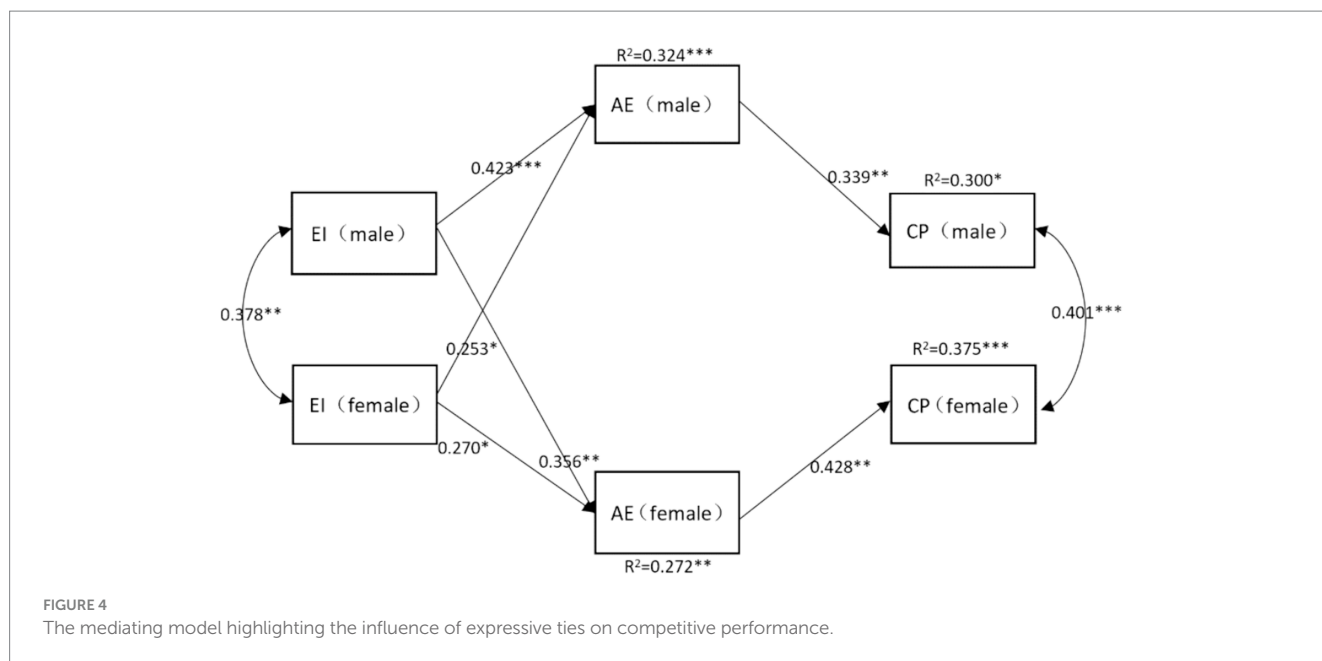 R²=0.324***
AE（male）
0.423***
0.339**
R²=0.300*
EI（male）
CP（male）
0.378**
0.401***
0.253*
R²=0.375***
EI（female）
CP（female）
0.270*
0.356**
0.428**
AE（female）
R²=0.272**
FIGURE 4
The mediating model highlighting the influence of expressive ties on competitive performance.